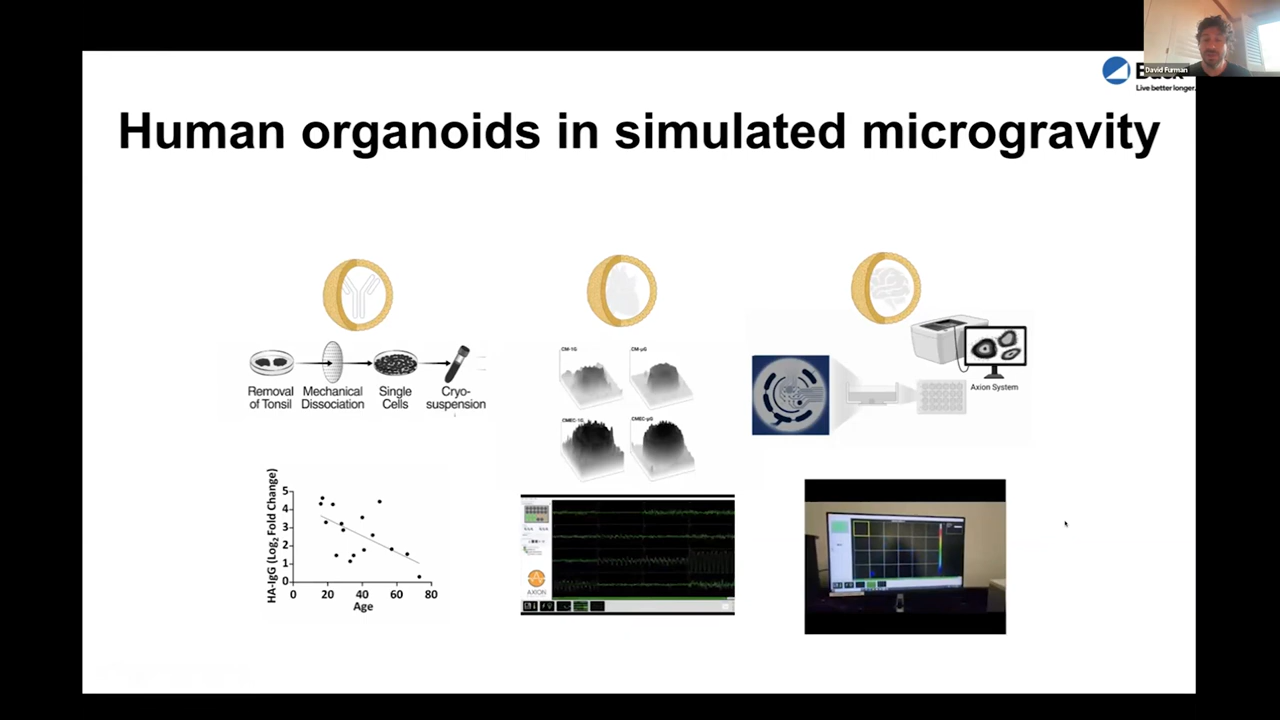 David Furman
Live better longer.
Human organoids in simulated microgravity
Removal
of Tonsil
Mechanical
Dissociation
Single
Cells
Cryo-
suspension
HA-IgG (Log2 Fold Change)
5
4
3
2
1
0
0 20 40 60 80
Age
CM-1G
CM-µG
CMEC-1G
CMEC-µG
AXION
Axion System